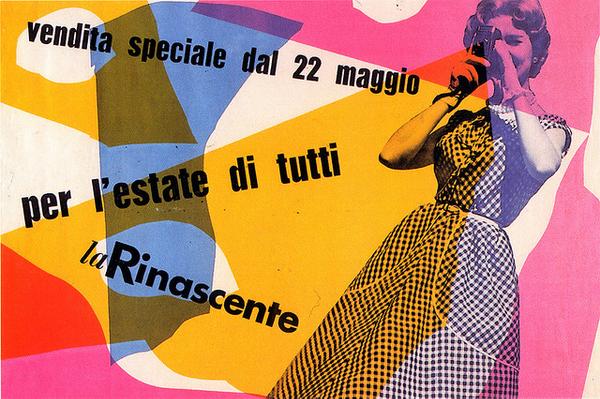 vendita speciale dal 22 maggio
per l'estate di tutti
la Rinascente